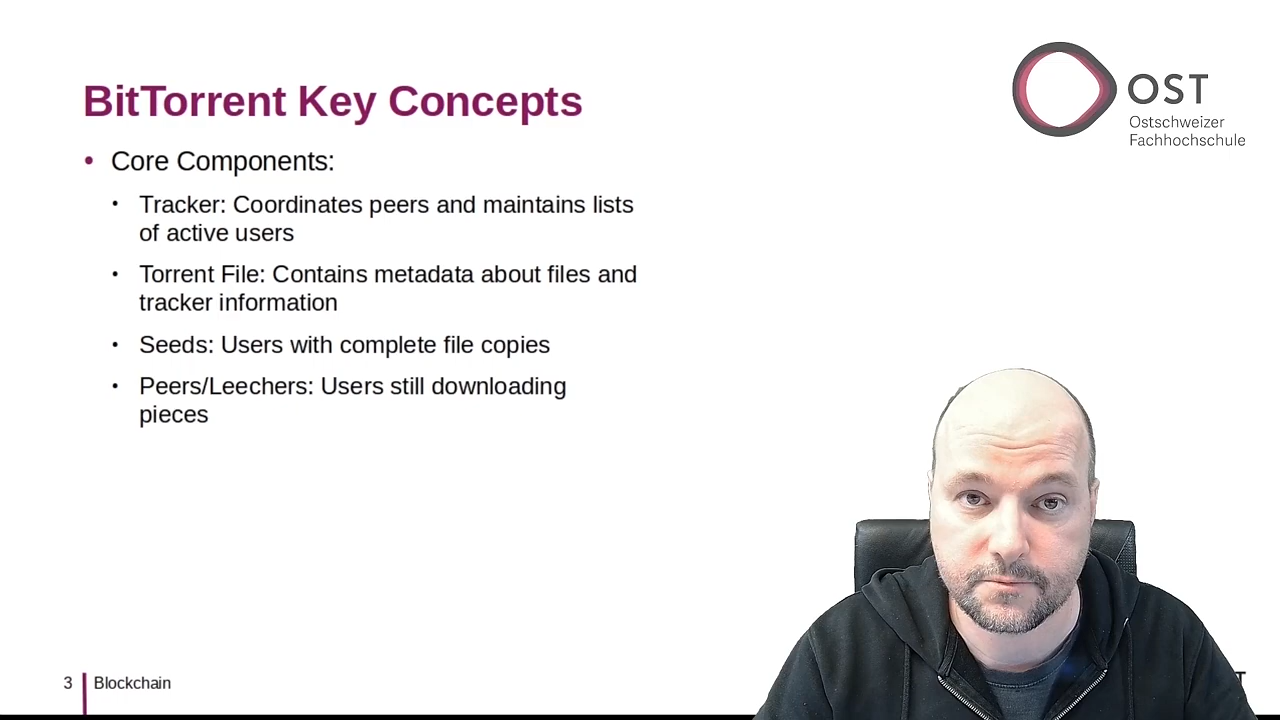 BitTorrent Key Concepts
OST
Ostschweizer
Fachhochschule
• Core Components:
• Tracker: Coordinates peers and maintains lists
of active users
• Torrent File: Contains metadata about files and
tracker information
• Seeds: Users with complete file copies
• Peers/Leechers: Users still downloading
pieces
3 Blockchain